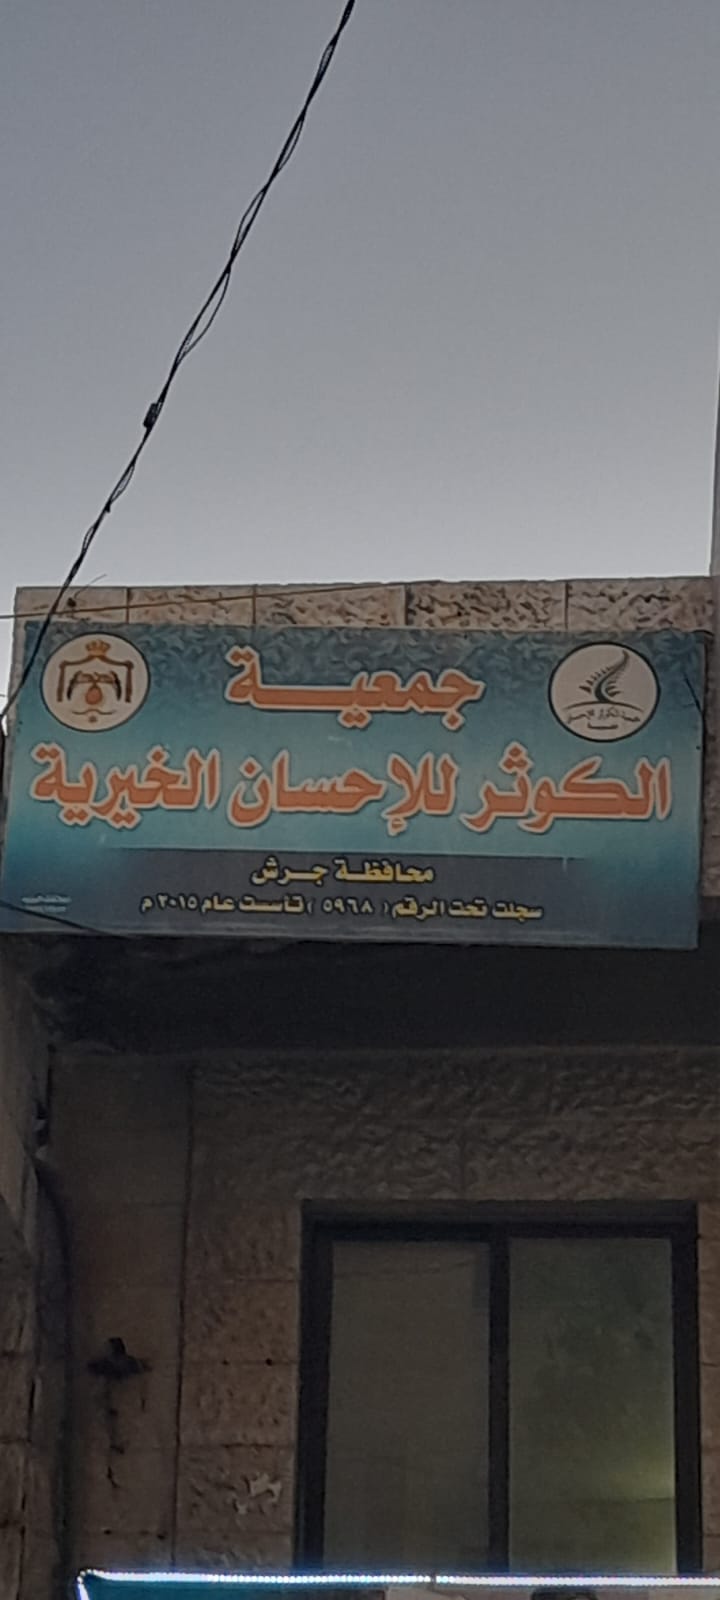 جمعية
الكوثر للإحسان الخيرية
محافظة جرش
سجلت تحت الرقم ( ٥٩٦٨ ) تأسست عام ٢٠١٥ م